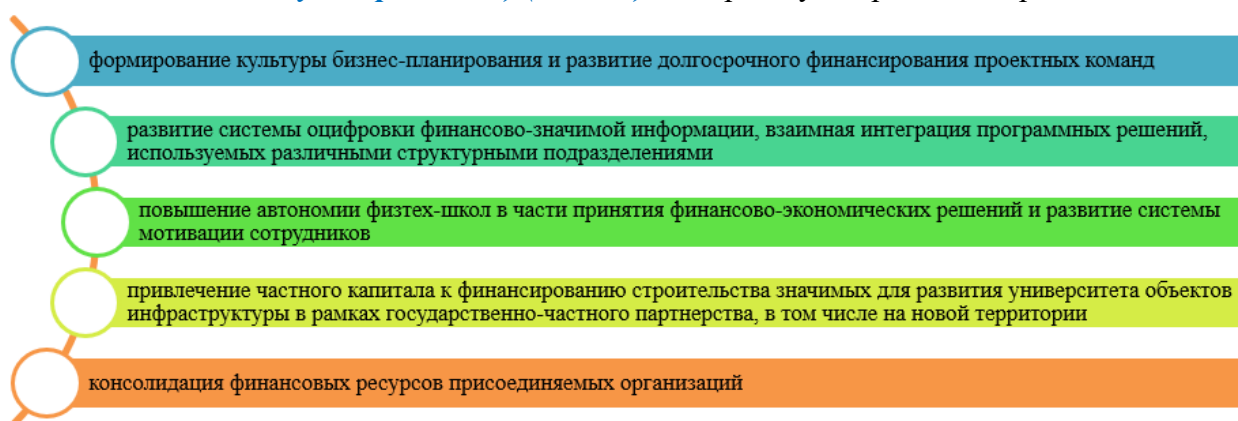 формирование культуры бизнес-планирования и развитие долгосрочного финансирования проектных команд
развитие системы оцифровки финансово-значимой информации, взаимная интеграция программных решений,
используемых различными структурными подразделениями
повышение автономии физтех-школ в части принятия финансово-экономических решений и развитие системы
мотивации сотрудников
привлечение частного капитала к финансированию строительства значимых для развития университета объектов
инфраструктуры в рамках государственно-частного партнерства, в том числе на новой территории
консолидация финансовых ресурсов присоединяемых организаций